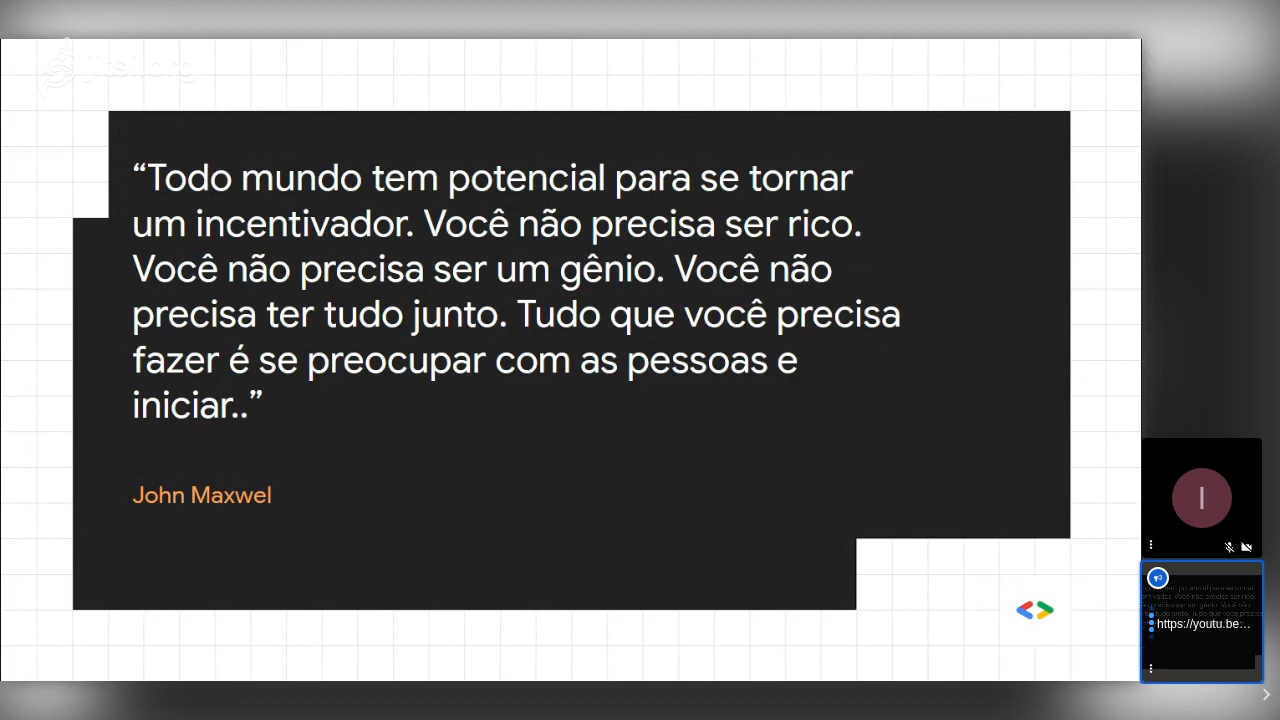 jitsi.org
“Todo mundo tem potencial para se tornar
um incentivador. Você não precisa ser rico.
Você não precisa ser um gênio. Você não
precisa ter tudo junto. Tudo que você precisa
fazer é se preocupar com as pessoas e
iniciar..”
John Maxwel
I
https://youtu.be…